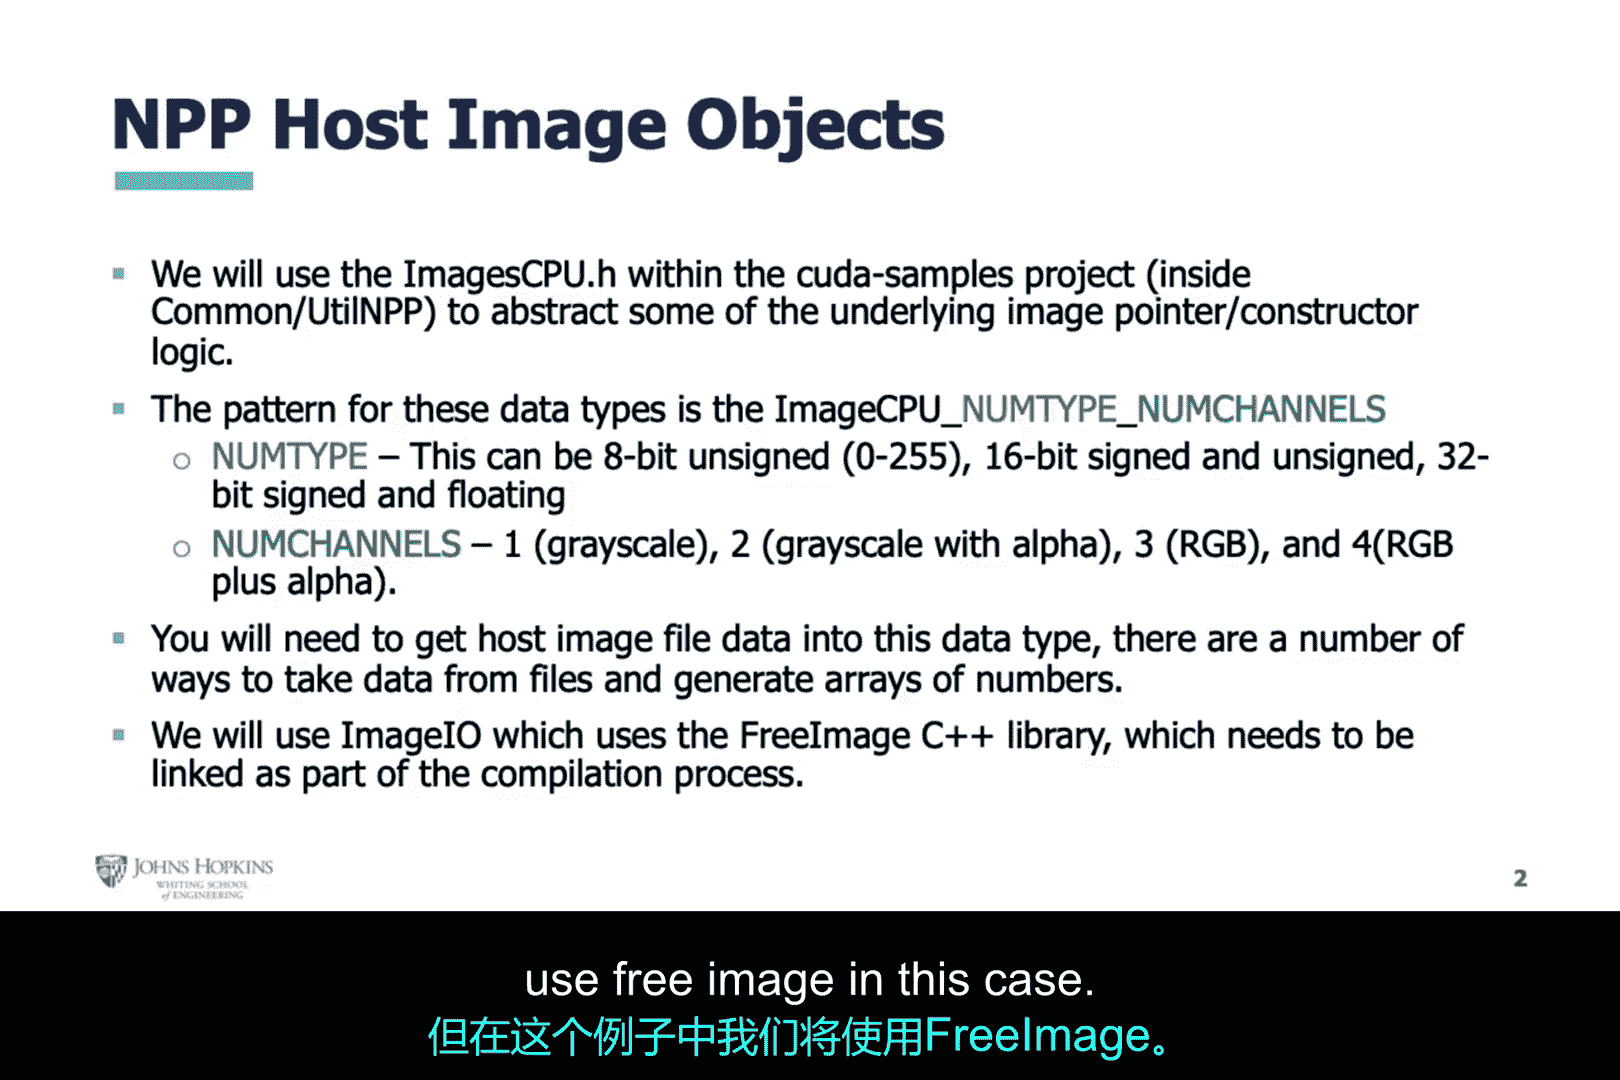 NPP Host Image Objects
We will use the ImagesCPU.h within the cuda-samples project (inside
Common/UtilNPP) to abstract some of the underlying image pointer/constructor
logic.
The pattern for these data types is the ImageCPU_NUMTYPE_NUMCHANNELS
NUMTYPE – This can be 8-bit unsigned (0-255), 16-bit signed and unsigned, 32-
bit signed and floating
NUMCHANNELS – 1 (grayscale), 2 (grayscale with alpha), 3 (RGB), and 4(RGB
plus alpha).
You will need to get host image file data into this data type, there are a number of
ways to take data from files and generate arrays of numbers.
We will use ImageIO which uses the FreeImage C++ library, which needs to be
linked as part of the compilation process.
JOHNS HOPKINS
WHITING SCHOOL
of ENGINEERING
2
use free image in this case.
但在这个例子中我们将使用FreeImage。